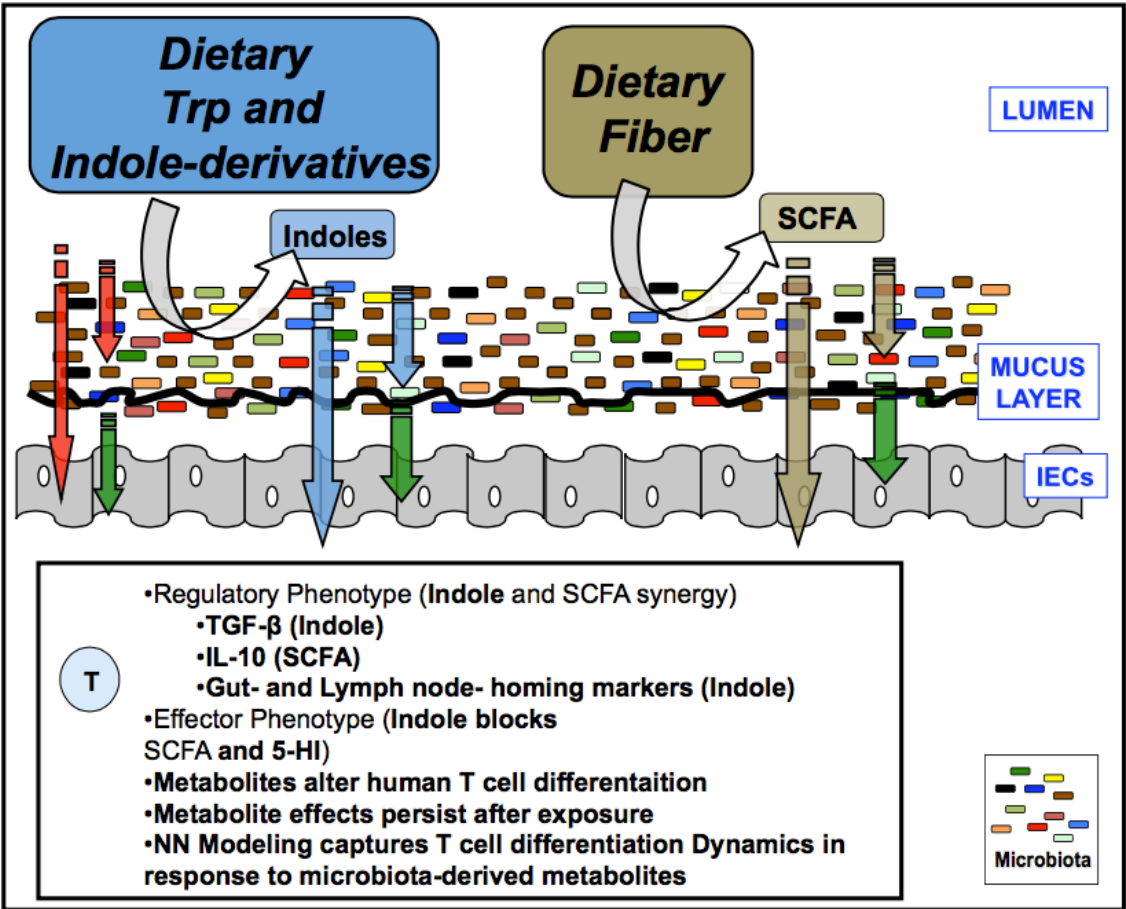 Dietary
Trp and
Indole-derivatives
Dietary
Fiber
LUMEN
Indoles
SCFA
MUCUS
LAYER
IECs
T
•Regulatory Phenotype (Indole and SCFA synergy)
•TGF-β (Indole)
•IL-10 (SCFA)
•Gut- and Lymph node- homing markers (Indole)
•Effector Phenotype (Indole blocks
SCFA and 5-HI)
•Metabolites alter human T cell differentaition
•Metabolite effects persist after exposure
•NN Modeling captures T cell differentiation Dynamics in
response to microbiota-derived metabolites
Microbiota